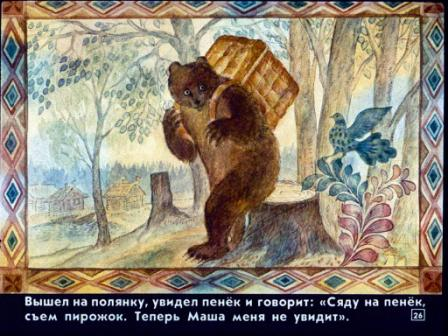 Вышел на полянку, увидел пенёк и говорит: «Сяду на пенёк,
съем пирожок. Теперь Маша меня не увидит».
26